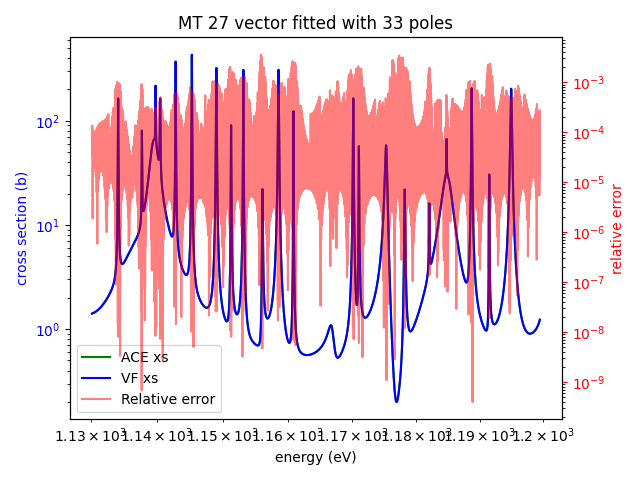 MT 27 vector fitted with 33 poles
cross section (b)
10²
10¹
10⁰
10⁻³
10⁻⁴
10⁻⁵
10⁻⁶
10⁻⁷
10⁻⁸
10⁻⁹
relative error
ACE xs
VF xs
Relative error
1.13 × 10³ 1.14 × 10³ 1.15 × 10³ 1.16 × 10³ 1.17 × 10³ 1.18 × 10³ 1.19 × 10³ 1.2 × 10³
energy (eV)